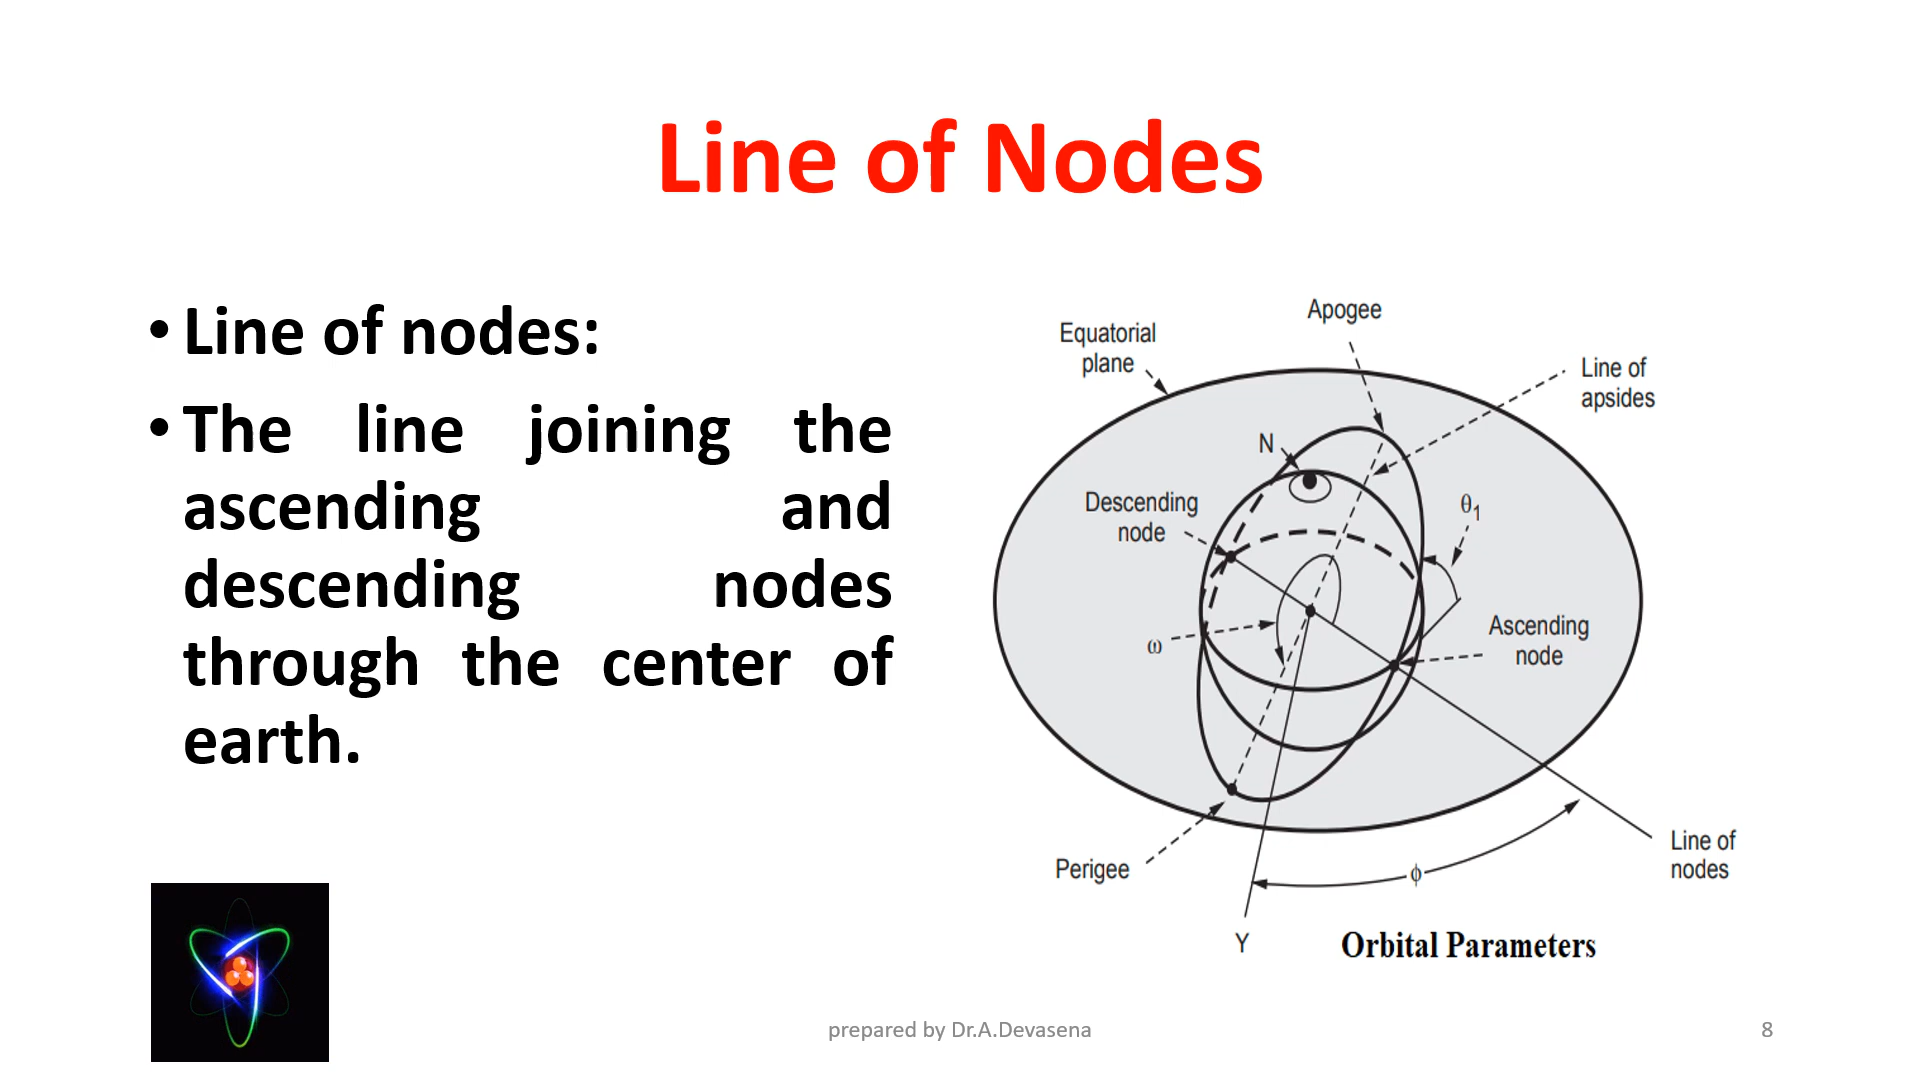 Line of Nodes
• Line of nodes:
• The line joining the
ascending and
descending nodes
through the center of
earth.
Apogee
Equatorial
plane
Line of
apsides
N
Descending
node
θ1
ω
Ascending
node
Perigee
Line of
nodes
ϕ
Y
Orbital Parameters
prepared by Dr.A.Devasena
8